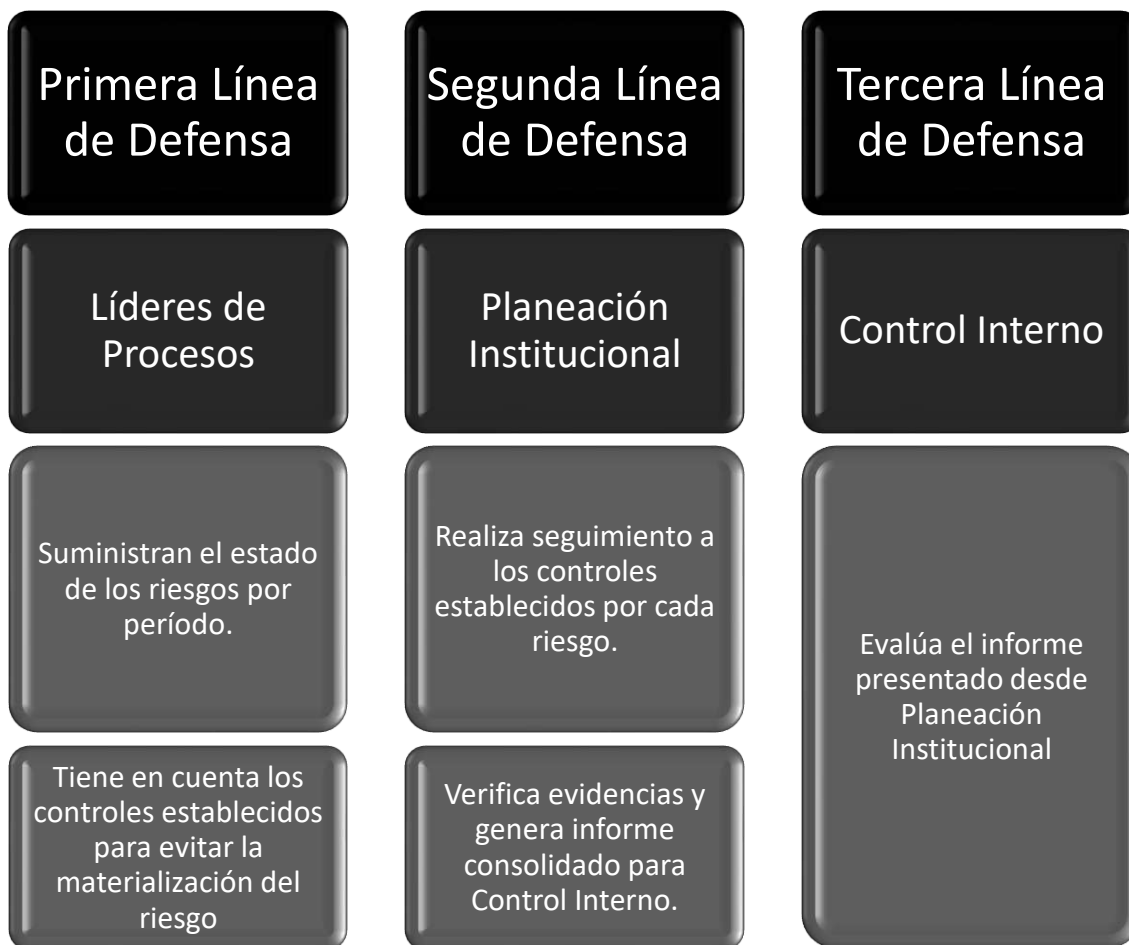 Primera Línea
de Defensa
Líderes de
Procesos
Suministran el estado
de los riesgos por
período.
Tiene en cuenta los
controles establecidos
para evitar la
materialización del
riesgo
Segunda Línea
de Defensa
Planeación
Institucional
Realiza seguimiento a
los controles
establecidos por cada
riesgo.
Verifica evidencias y
genera informe
consolidado para
Control Interno.
Tercera Línea
de Defensa
Control Interno
Evalúa el informe
presentado desde
Planeación
Institucional